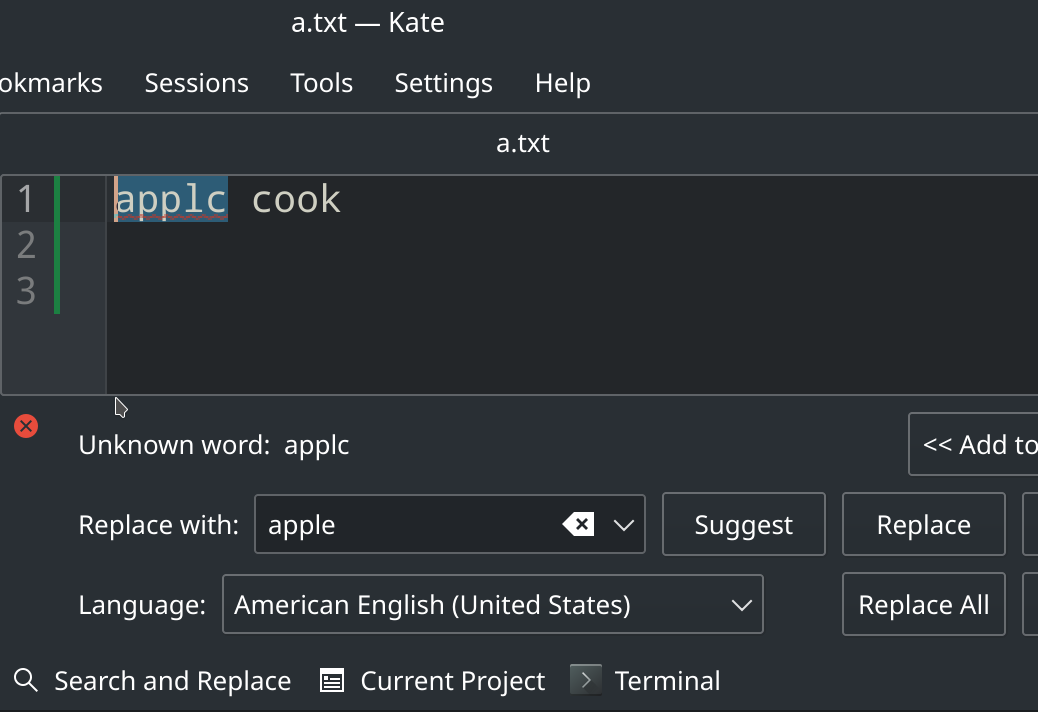 a.txt — Kate
okmarks Sessions Tools Settings Help
a.txt
1 applc cook
2
3
Unknown word: applc << Add to
Replace with: apple Suggest Replace
Language: American English (United States) Replace All
Search and Replace Current Project Terminal